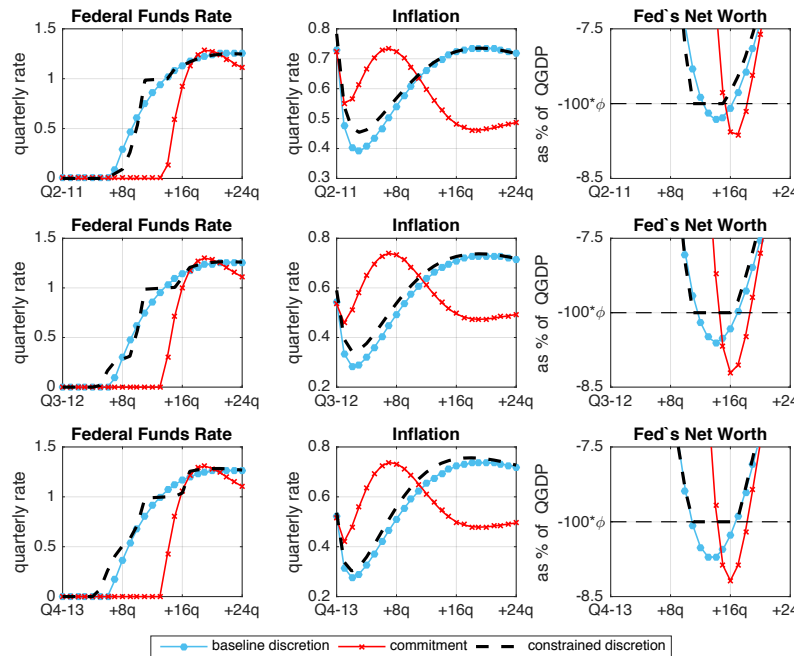 Federal Funds Rate
Inflation
Fed`s Net Worth
quarterly rate
1.5
1
0.5
0
Q2-11 +8q +16q +24q
quarterly rate
0.8
0.7
0.6
0.5
0.4
0.3
Q2-11 +8q +16q +24q
as % of QGDP
-7.5
-100*ϕ
-8.5
Q2-11 +8q +16q +24q
Federal Funds Rate
Inflation
Fed`s Net Worth
quarterly rate
1.5
1
0.5
0
Q3-12 +8q +16q +24q
quarterly rate
0.8
0.6
0.4
0.2
Q3-12 +8q +16q +24q
as % of QGDP
-7.5
-100*ϕ
-8.5
Q3-12 +8q +16q +24q
Federal Funds Rate
Inflation
Fed`s Net Worth
quarterly rate
1.5
1
0.5
0
Q4-13 +8q +16q +24q
quarterly rate
0.8
0.6
0.4
0.2
Q4-13 +8q +16q +24q
as % of QGDP
-7.5
-100*ϕ
-8.5
Q4-13 +8q +16q +24q
baseline discretion commitment constrained discretion